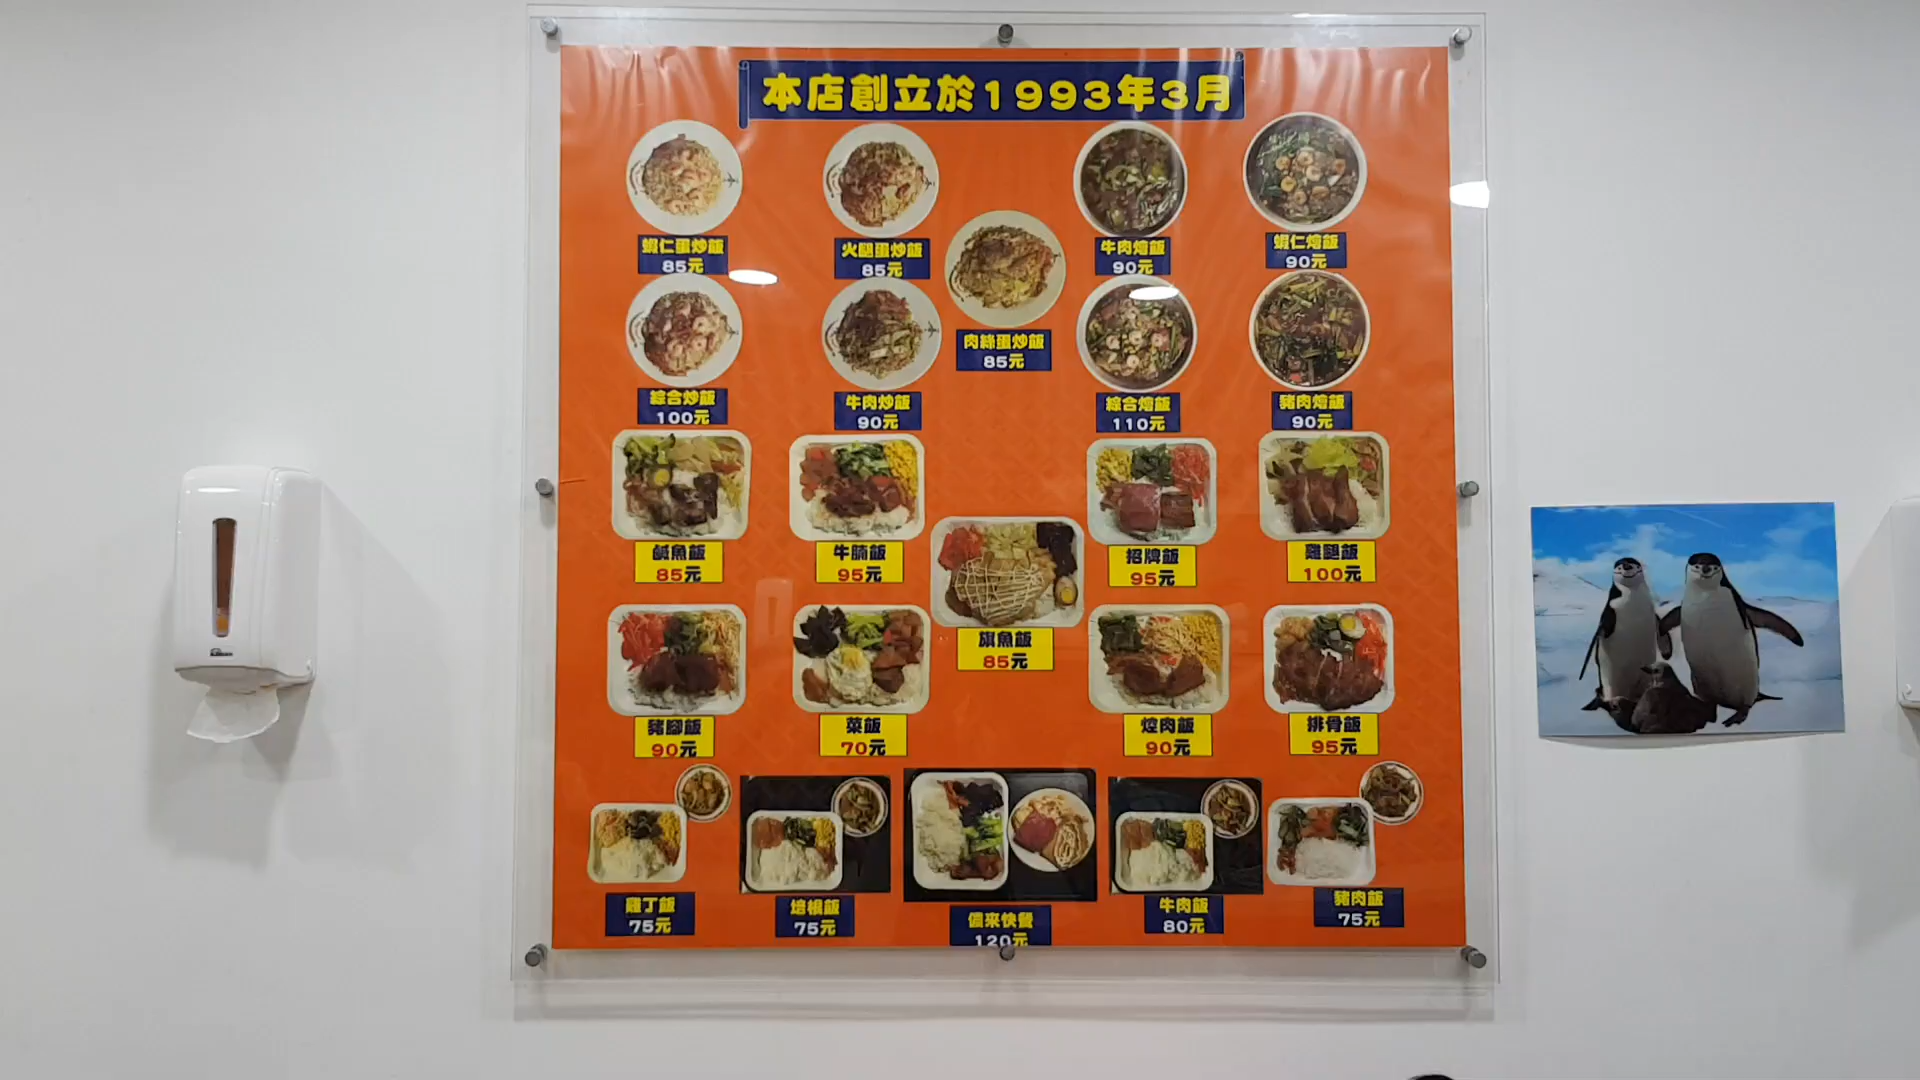 本店創立於1993年3月
蝦仁蛋炒飯
85元
火腿蛋炒飯
85元
牛肉燴飯
90元
蝦仁燴飯
90元
肉絲蛋炒飯
85元
綜合炒飯
100元
牛肉炒飯
90元
綜合燴飯
110元
豬肉燴飯
90元
鹹魚飯
85元
牛腩飯
95元
招牌飯
95元
雞腿飯
100元
旗魚飯
85元
豬腳飯
90元
菜飯
70元
焢肉飯
90元
排骨飯
95元
雞丁飯
75元
培根飯
75元
儂來快餐
120元
牛肉飯
80元
豬肉飯
75元